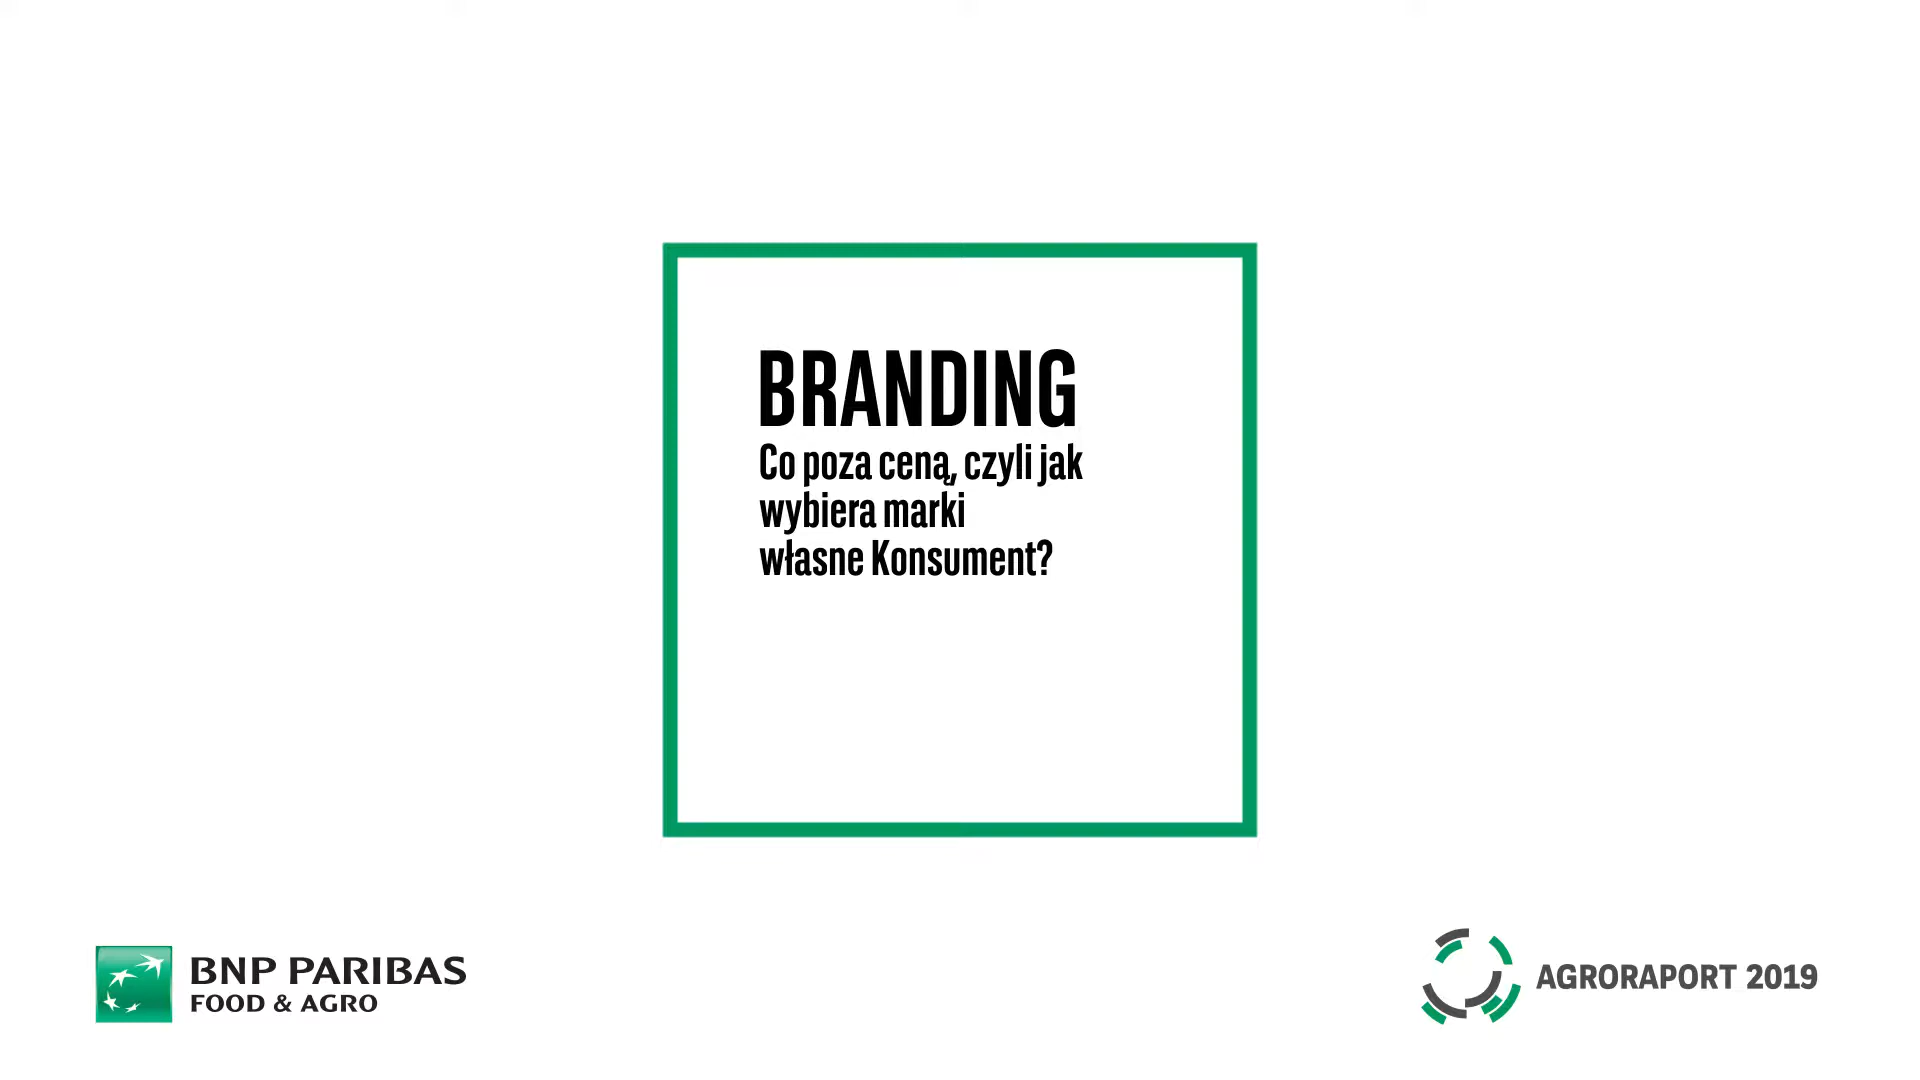 BRANDING
Co poza ceną, czyli jak
wybiera marki
własne Konsument?
BNP PARIBAS
FOOD & AGRO
AGRORAPORT 2019